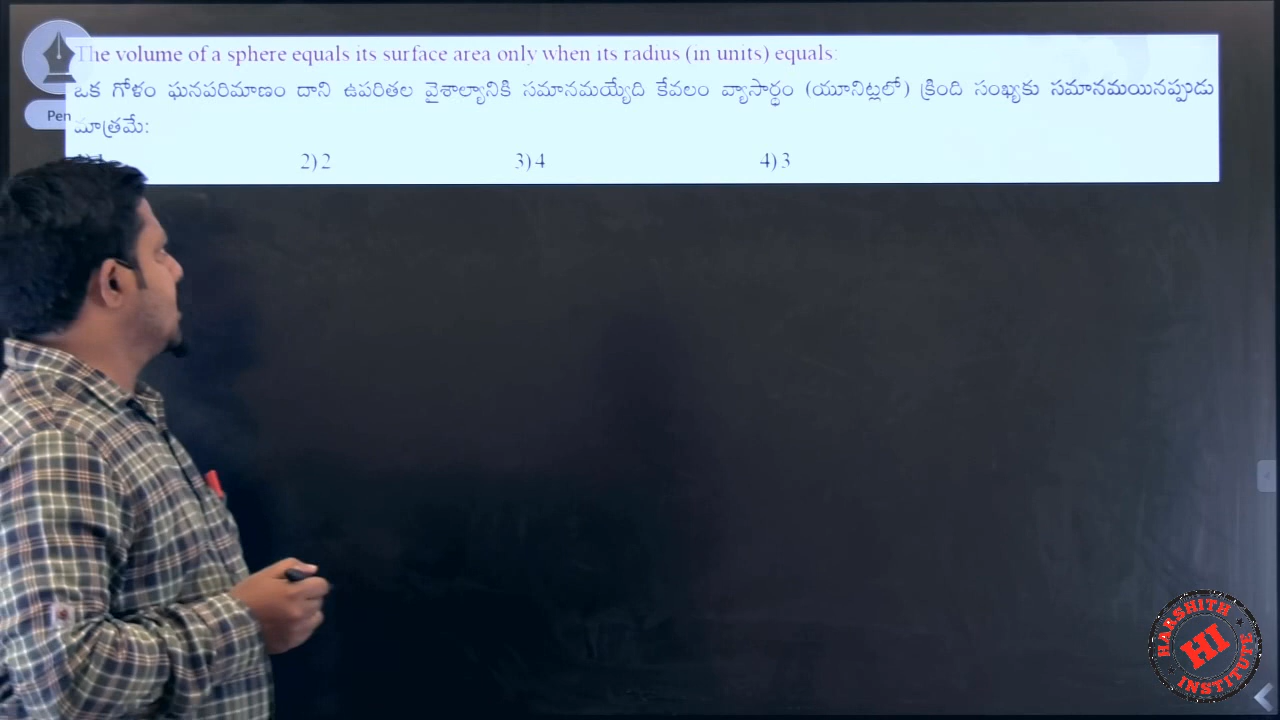 The volume of a sphere equals its surface area only when its radius (in units) equals:
ఒక గోళం ఘనపరిమాణం దాని ఉపరితల వైశాల్యానికి సమానమయ్యేది కేవలం వ్యాసార్థం (యూనిట్లలో) క్రింది సంఖ్యకు సమానమయినప్పుడు
Pen
మాత్రమే:
2) 2 3) 4 4) 3
HARSHITH
HI
INSTITUTE